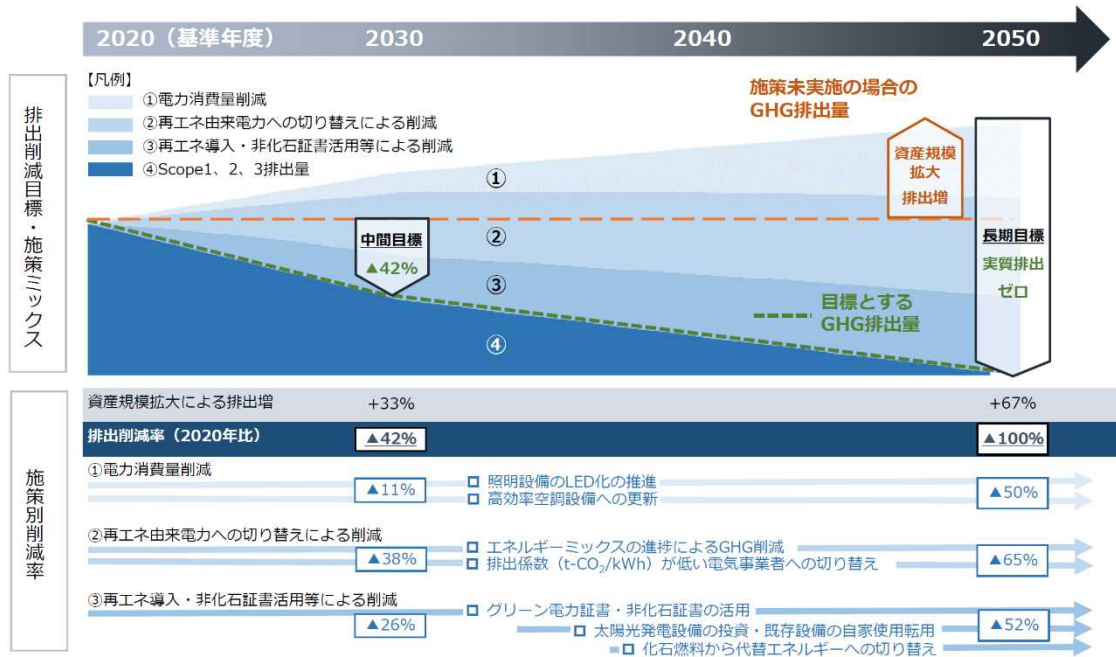 2020（基準年度） 2030 2040 2050
排出削減目標・施策ミックス
【凡例】
①電力消費量削減
②再エネ由来電力への切り替えによる削減
③再エネ導入・非化石証書活用等による削減
④Scope1、2、3排出量
施策未実施の場合の
GHG排出量
資産規模
拡大
排出増
①
②
③
④
中間目標
▲42%
長期目標
実質排出
ゼロ
目標とする
GHG排出量
施策別削減率
資産規模拡大による排出増 +33% +67%
排出削減率（2020年比） ▲42% ▲100%
①電力消費量削減
▲11%
照明設備のLED化の推進
高効率空調設備への更新
▲50%
②再エネ由来電力への切り替えによる削減
▲38%
エネルギーミックスの進捗によるGHG削減
排出係数（t-CO₂/kWh）が低い電気事業者への切り替え
▲65%
③再エネ導入・非化石証書活用等による削減
▲26%
グリーン電力証書・非化石証書の活用
太陽光発電設備の投資・既存設備の自家使用転用
化石燃料から代替エネルギーへの切り替え
▲52%